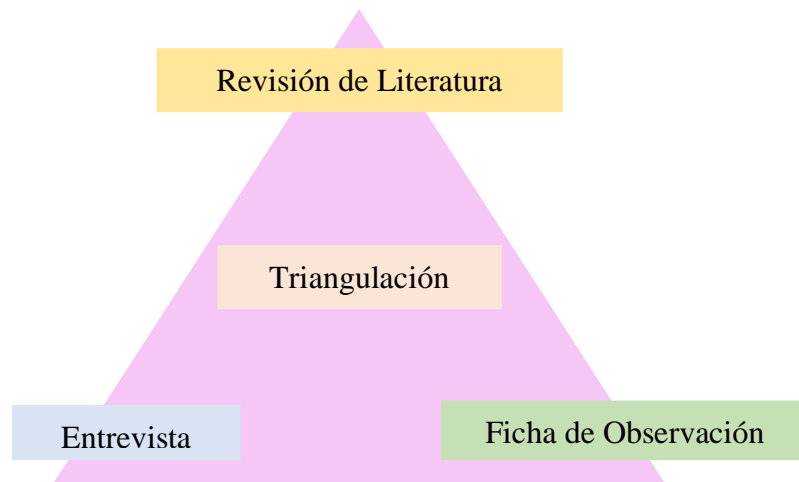 Revisión de Literatura
Triangulación
Entrevista
Ficha de Observación